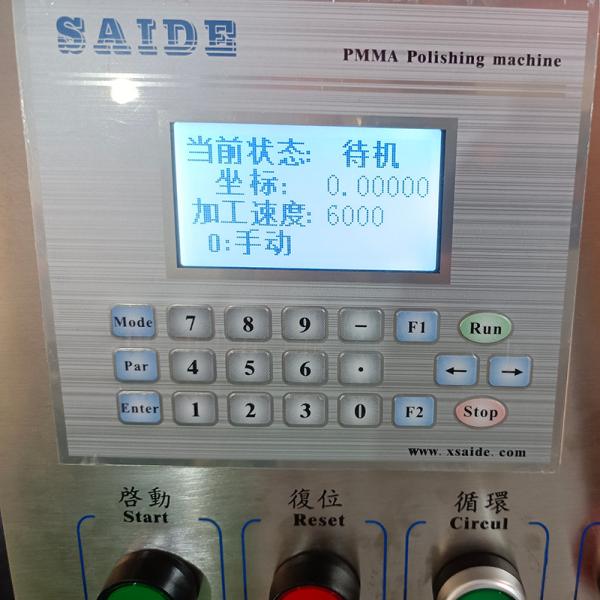 SAIDE
PMMA Polishing machine
当前状态: 待机
坐标: 0.00000
加工速度: 6000
0:手动
Mode 7 8 9 - F1 Run
Par 4 5 6 · ← →
Enter 1 2 3 0 F2 Stop
www.xsaide.com
啓動 復位 循環
Start Reset Circul